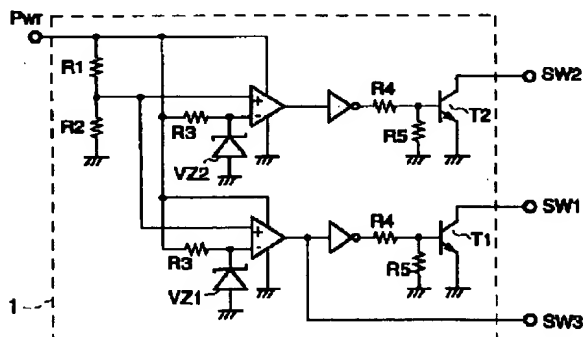 Pwr
R1
R2
R3
VZ2
+
-
R4
R5
T2
SW2
R3
VZ1
+
-
R4
R5
T1
SW1
SW3
1